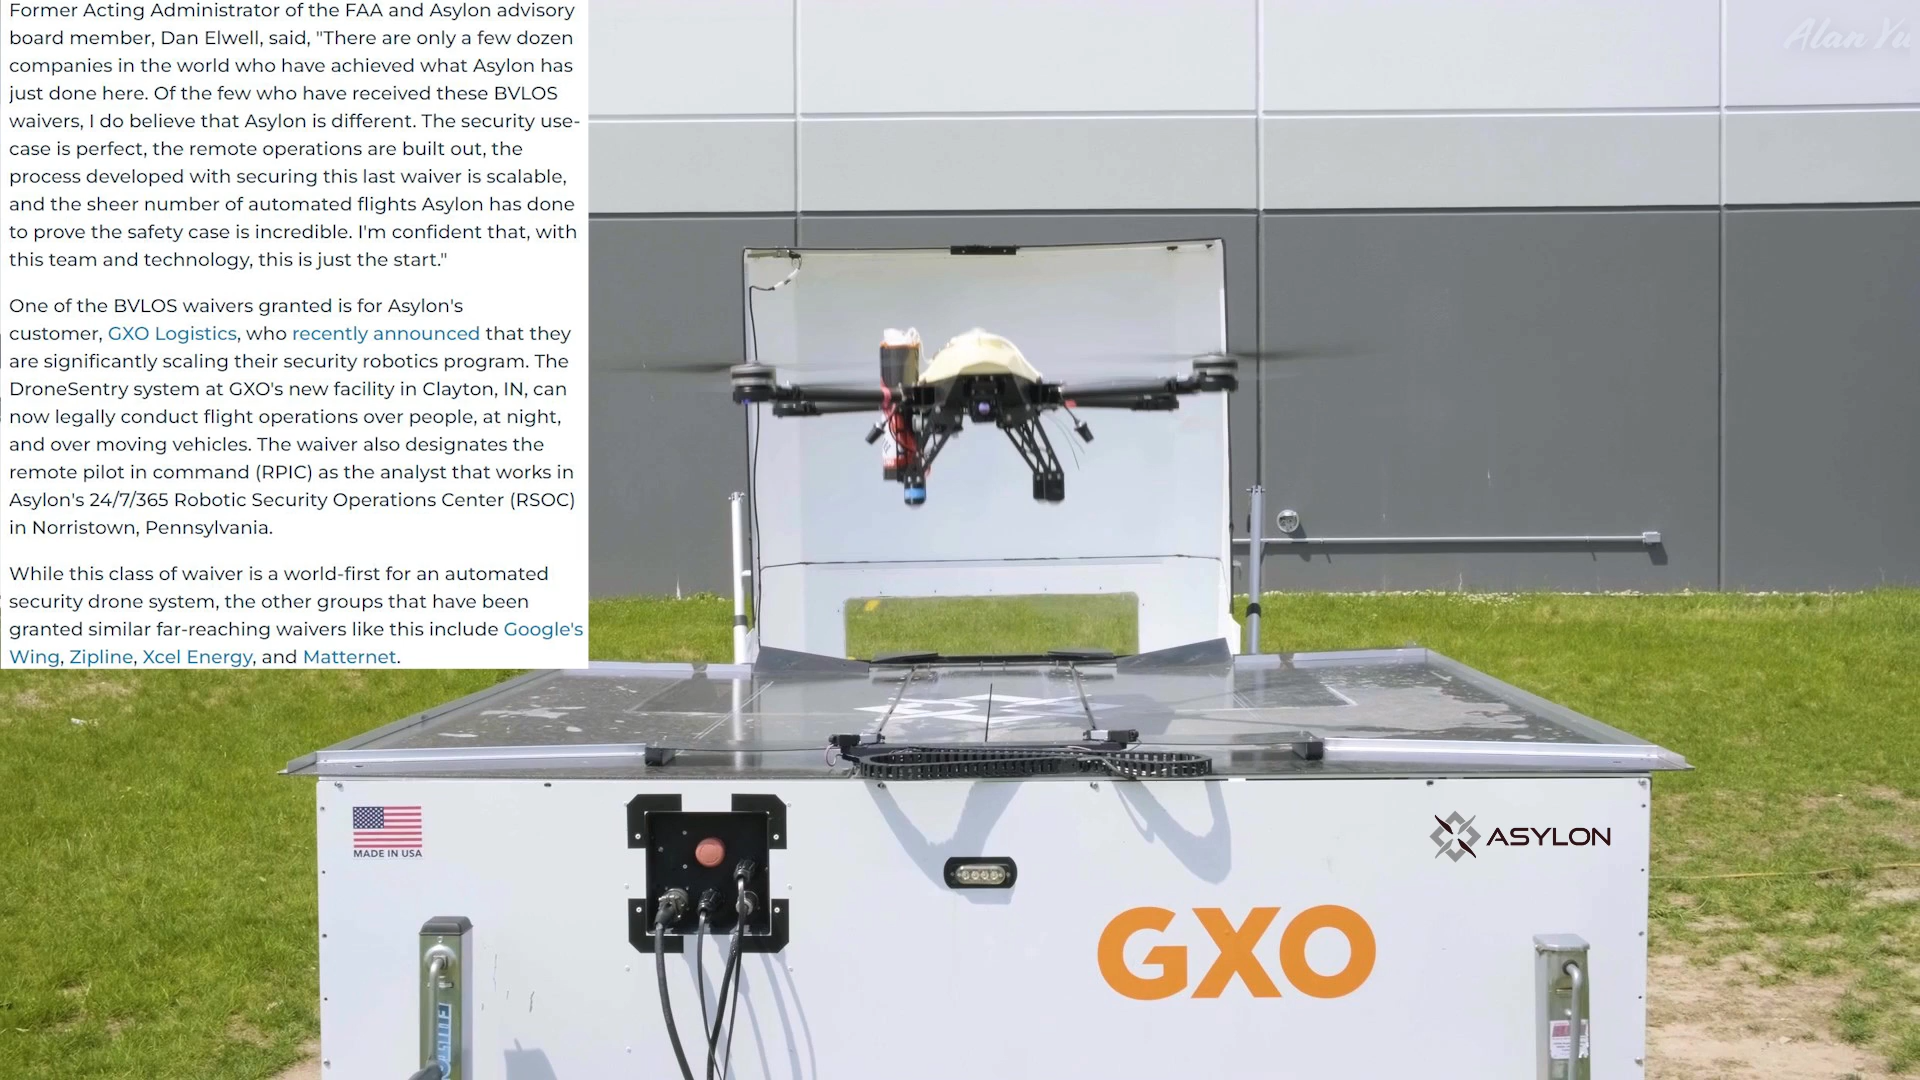 Former Acting Administrator of the FAA and Asylon advisory
board member, Dan Elwell, said, "There are only a few dozen
companies in the world who have achieved what Asylon has
just done here. Of the few who have received these BVLOS
waivers, I do believe that Asylon is different. The security use-
case is perfect, the remote operations are built out, the
process developed with securing this last waiver is scalable,
and the sheer number of automated flights Asylon has done
to prove the safety case is incredible. I'm confident that, with
this team and technology, this is just the start."
One of the BVLOS waivers granted is for Asylon's
customer, GXO Logistics, who recently announced that they
are significantly scaling their security robotics program. The
DroneSentry system at GXO's new facility in Clayton, IN, can
now legally conduct flight operations over people, at night,
and over moving vehicles. The waiver also designates the
remote pilot in command (RPIC) as the analyst that works in
Asylon's 24/7/365 Robotic Security Operations Center (RSOC)
in Norristown, Pennsylvania.
While this class of waiver is a world-first for an automated
security drone system, the other groups that have been
granted similar far-reaching waivers like this include Google's
Wing, Zipline, Xcel Energy, and Matternet.
Alan Yu
MADE IN USA
ASYLON
GXO